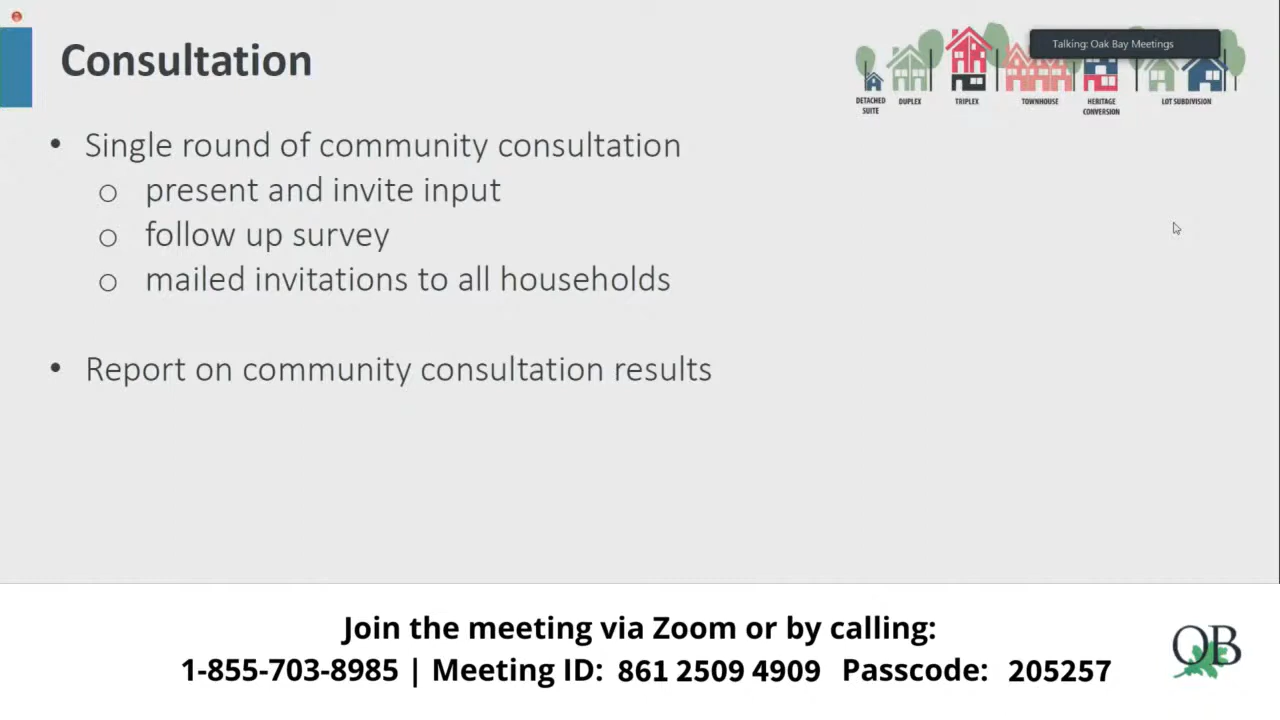 Consultation
Talking: Oak Bay Meetings
DETACHED SUITE
DUPLEX
TRIPLEX
TOWNHOUSE
HERITAGE CONVERSION
LOT SUBDIVISION
• Single round of community consultation
o present and invite input
o follow up survey
o mailed invitations to all households
• Report on community consultation results
Join the meeting via Zoom or by calling:
1-855-703-8985 | Meeting ID: 861 2509 4909 Passcode: 205257
OB